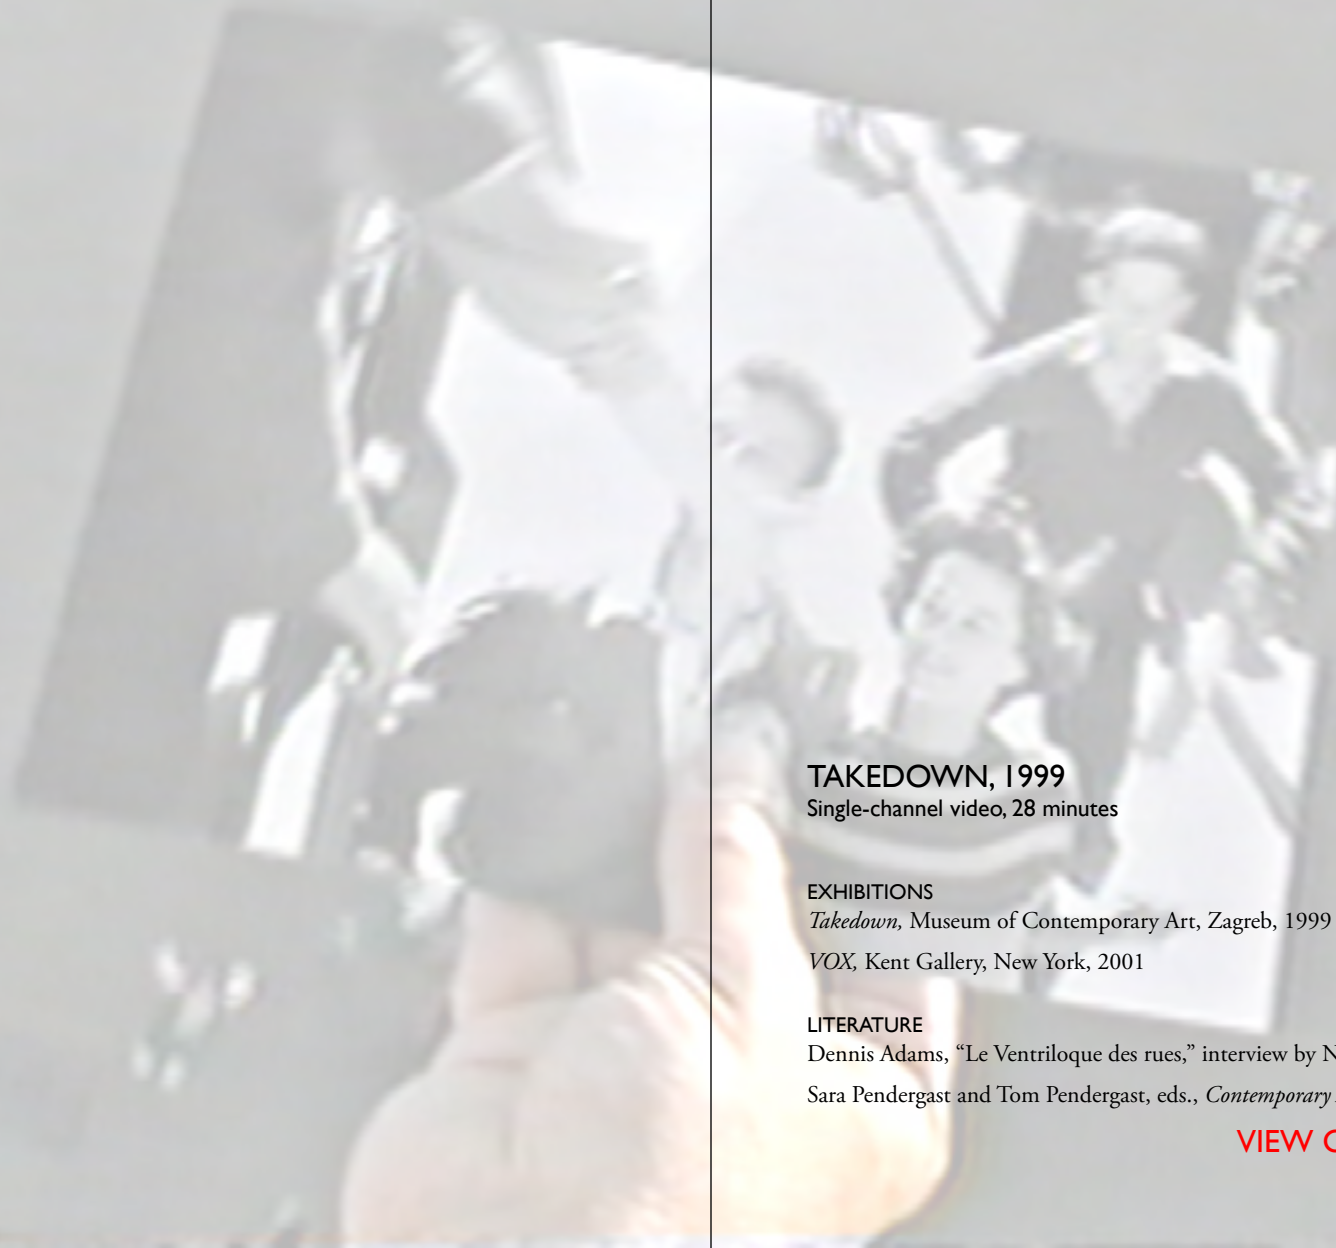 TAKEDOWN, 1999
Single-channel video, 28 minutes
EXHIBITIONS
Takedown, Museum of Contemporary Art, Zagreb, 1999
VOX, Kent Gallery, New York, 2001
LITERATURE
Dennis Adams, “Le Ventriloque des rues,” interview by N
Sara Pendergast and Tom Pendergast, eds., Contemporary
VIEW